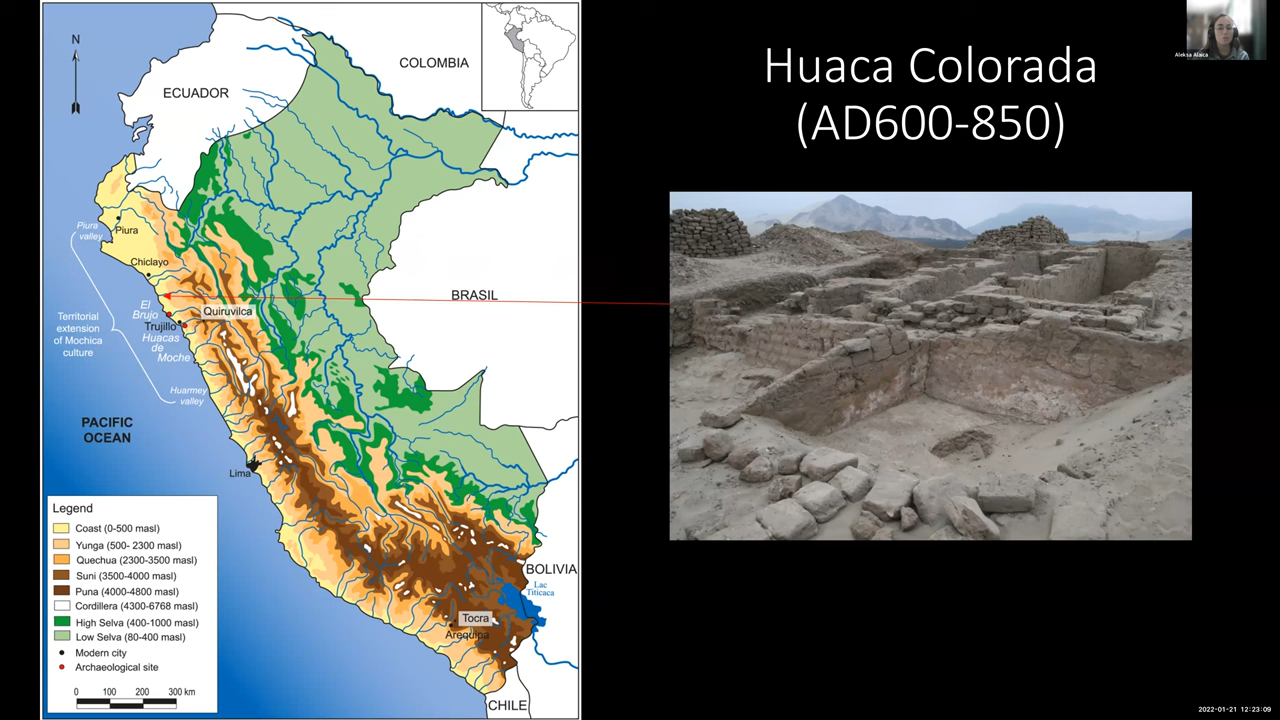 N
COLOMBIA
ECUADOR
Piura
valley
Piura
Chiclayo
BRASIL
El
Brujo
Quiruvilca
Territorial
extension
of Mochica
culture
Trujillo
Huacas
de
Moche
Huarmey
valley
PACIFIC
OCEAN
Lima
Legend
Coast (0-500 masl)
Yunga (500- 2300 masl)
Quechua (2300-3500 masl)
Suni (3500-4000 masl)
Puna (4000-4800 masl)
Cordillera (4300-6768 masl)
High Selva (400-1000 masl)
Low Selva (80-400 masl)
Modern city
Archaeological site
0 100 200 300 km
BOLIVIA
Lac
Titicaca
Tocra
Arequipa
CHILE
Huaca Colorada
(AD600-850)
Aleksa Alaica
2022-01-21 12:23:09